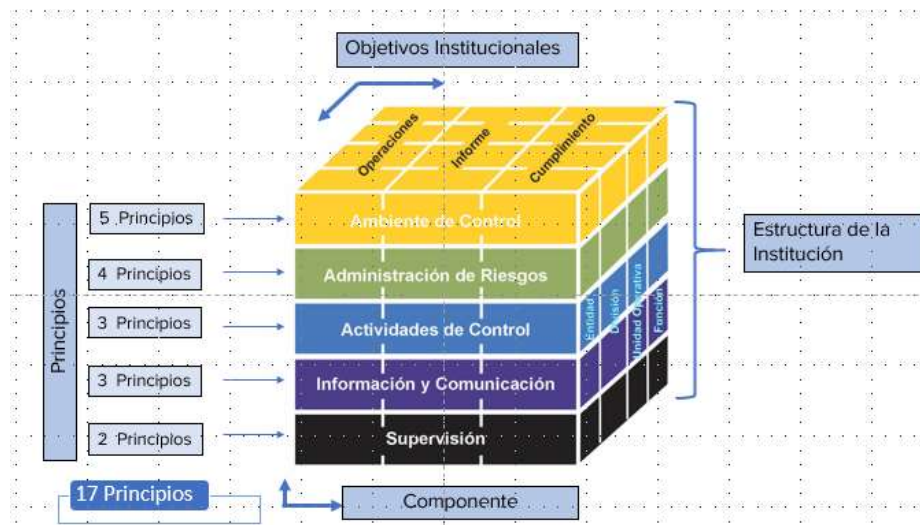 Objetivos Institucionales
Operaciones
Informe
Cumplimiento
Principios
5 Principios
Ambiente de Control
4 Principios
Administración de Riesgos
3 Principios
Actividades de Control
3 Principios
Información y Comunicación
2 Principios
Supervisión
Entidad
División
Unidad Operativa
Función
Estructura de la
Institución
17 Principios
Componente